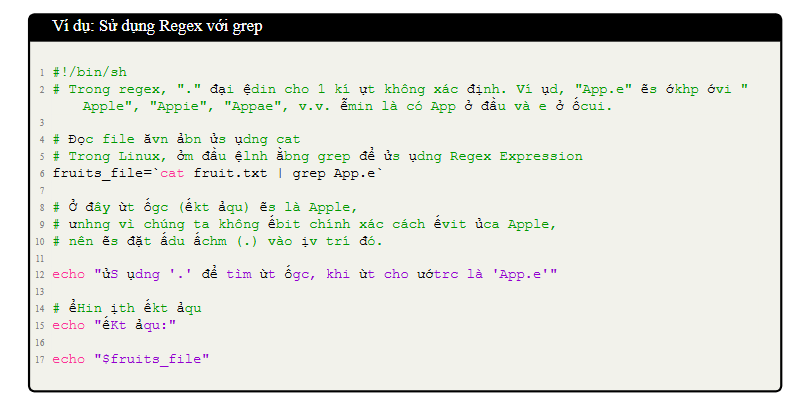 Ví dụ: Sử dụng Regex với grep
1 #!/bin/sh
2 # Trong regex, "." đại ệdin cho 1 kí ựt không xác định. Ví ụd, "App.e" ẽs ớkhp ớvi "
Apple", "Appie", "Appae", v.v. ễmin là có App ở đầu và e ở ốcui.
3
4 # Đọc file ăvn ảbn ửs ụdng cat
5 # Trong Linux, ởm đầu ệlnh ằbng grep để ửs ụdng Regex Expression
6 fruits_file=`cat fruit.txt | grep App.e`
7
8 # Ở đây ừt ốgc (ếkt ảqu) ẽs là Apple,
9 # ưnhng vì chúng ta không ếbit chính xác cách ếvit ủca Apple,
10 # nên ẽs đặt ấdu ấchm (.) vào ịv trí đó.
11
12 echo "ửS ụdng '.' để tìm ừt ốgc, khi ừt cho ướtrc là 'App.e'"
13
14 # ểHin ịth ếkt ảqu
15 echo "ếKt ảqu:"
16
17 echo "$fruits_file"